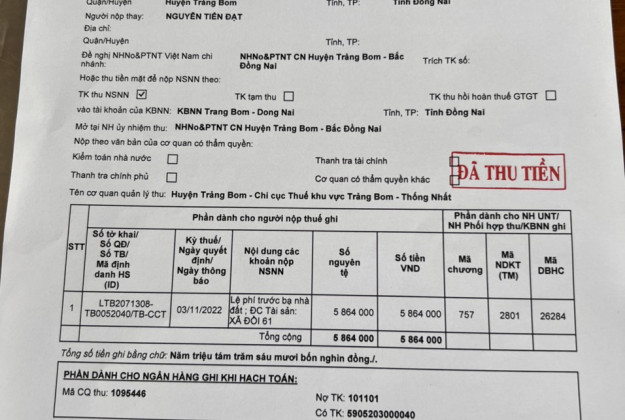 Quận/Huyện Huyện Trảng Bom Tỉnh, TP: Tỉnh Đồng Nai
Người nộp thay: NGUYỄN TIẾN ĐẠT
Địa chỉ:
Quận/Huyện Tỉnh, TP:
Đề nghị NHNo&PTNT Việt Nam chi nhánh: NHNo&PTNT CN Huyện Trảng Bom - Bắc Đồng Nai Trích TK số:
Hoặc thu tiền mặt để nộp NSNN theo:
TK thu NSNN ☑ TK tạm thu ☐ TK thu hồi hoàn thuế GTGT ☐
vào tài khoản của KBNN: KBNN Trang Bom - Dong Nai Tỉnh, TP: Tỉnh Đồng Nai
Mở tại NH ủy nhiệm thu: NHNo&PTNT CN Huyện Trảng Bom - Bắc Đồng Nai
Nộp theo văn bản của cơ quan có thẩm quyền:
Kiểm toán nhà nước ☐ Thanh tra tài chính ☐
Thanh tra chính phủ ☐ Cơ quan có thẩm quyền khác ☐
ĐÃ THU TIỀN
Tên cơ quan quản lý thu: Huyện Trảng Bom - Chi cục Thuế khu vực Trảng Bom - Thống Nhất
Phần dành cho người nộp thuế ghi
Phần dành cho NH UNT/
NH Phối hợp thu/KBNN ghi
STT
Số tờ khai/
Số QĐ/
Số TB/
Mã định
danh HS
(ID)
Kỳ thuế/
Ngày quyết
định/
Ngày thông
báo
Nội dung các
khoản nộp
NSNN
Số
nguyên
tệ
Số tiền
VND
Mã
chương
Mã
NDKT
(TM)
Mã
DBHC
1
LTB2071308-
TB0052040/TB-CCT
03/11/2022
Lệ phí trước bạ nhà
đất ; ĐC Tài sản:
XÃ ĐỒI 61
5 864 000
5 864 000
757
2801
26284
Tổng cộng 5 864 000 5 864 000
Tổng số tiền ghi bằng chữ: Năm triệu tám trăm sáu mươi bốn nghìn đồng./.
PHẦN DÀNH CHO NGÂN HÀNG GHI KHI HẠCH TOÁN:
Mã CQ thu: 1095446
Nợ TK: 101101
Có TK: 5905203000040